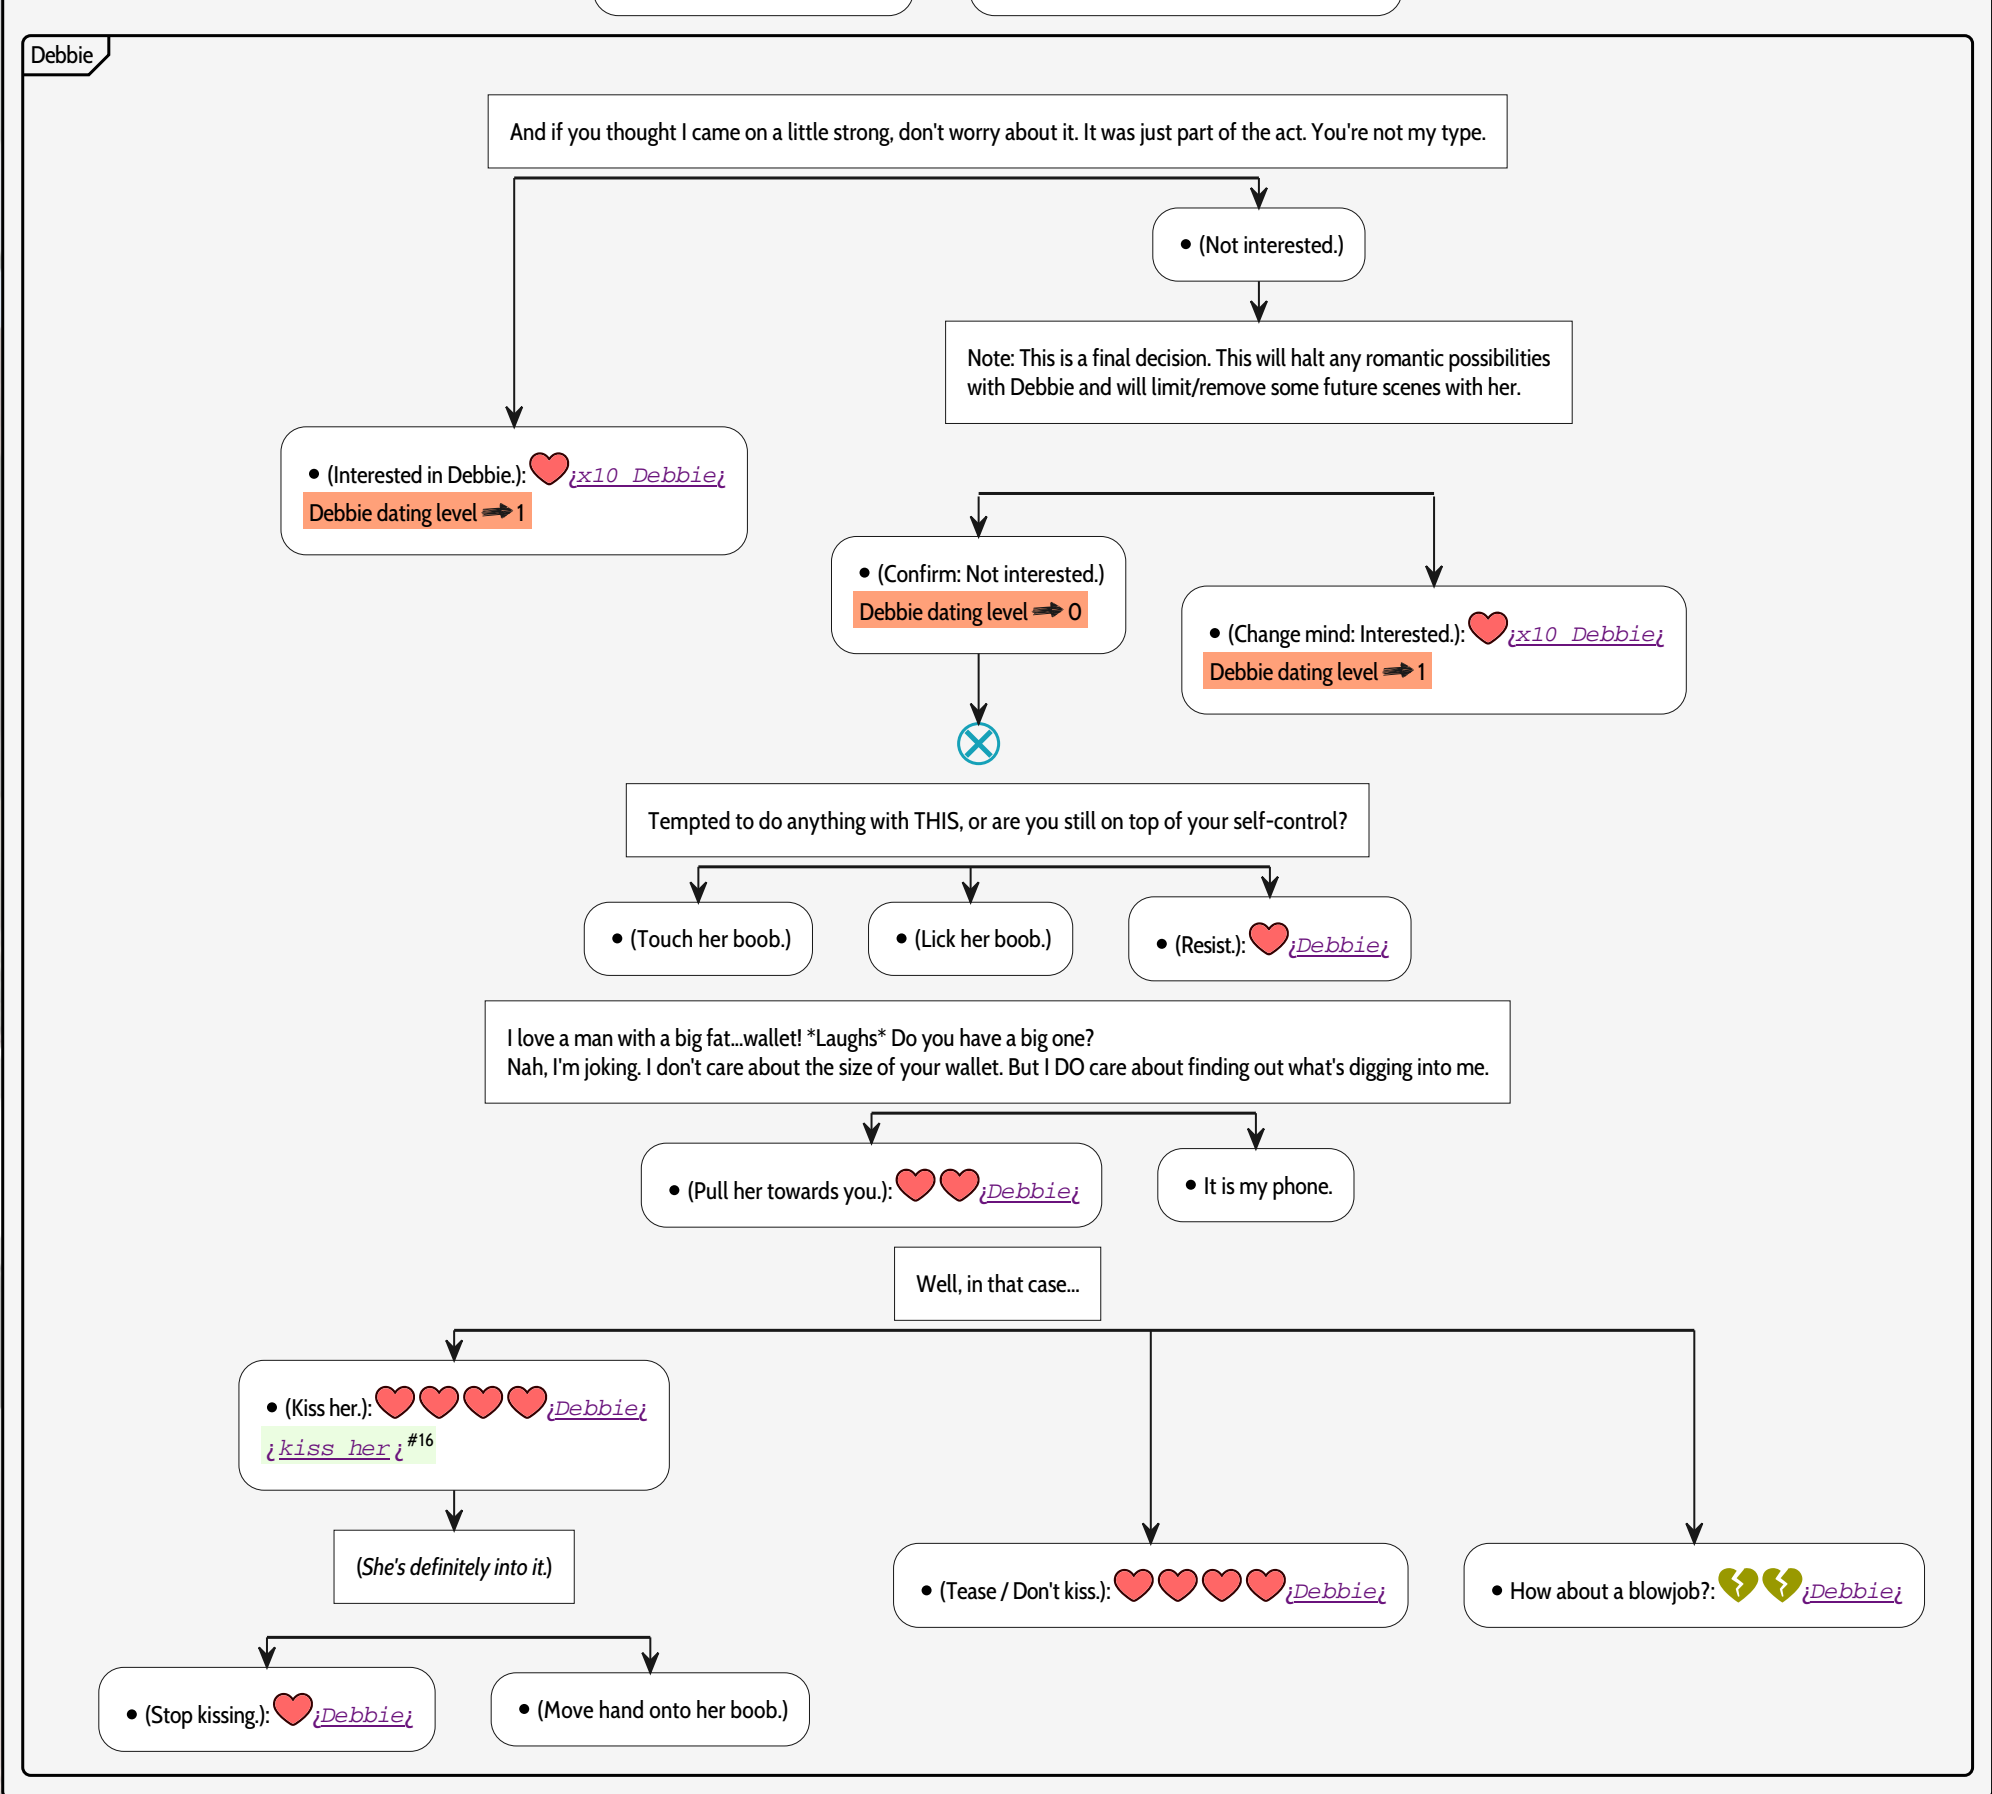 Debbie
And if you thought I came on a little strong, don't worry about it. It was just part of the act. You're not my type.
• (Not interested.)
Note: This is a final decision. This will halt any romantic possibilities
with Debbie and will limit/remove some future scenes with her.
• (Interested in Debbie.): ¿x10 Debbie¿
Debbie dating level 1
• (Confirm: Not interested.)
Debbie dating level 0
• (Change mind: Interested.): ¿x10 Debbie¿
Debbie dating level 1
Tempted to do anything with THIS, or are you still on top of your self-control?
• (Touch her boob.)
• (Lick her boob.)
• (Resist.): ¿Debbie¿
I love a man with a big fat...wallet! *Laughs* Do you have a big one?
Nah, I'm joking. I don't care about the size of your wallet. But I DO care about finding out what's digging into me.
• (Pull her towards you.): ¿Debbie¿
• It is my phone.
Well, in that case...
• (Kiss her.): ¿Debbie¿
¿kiss her¿ #16
(She's definitely into it.)
• (Tease / Don't kiss.): ¿Debbie¿
• How about a blowjob?: ¿Debbie¿
• (Stop kissing.): ¿Debbie¿
• (Move hand onto her boob.)